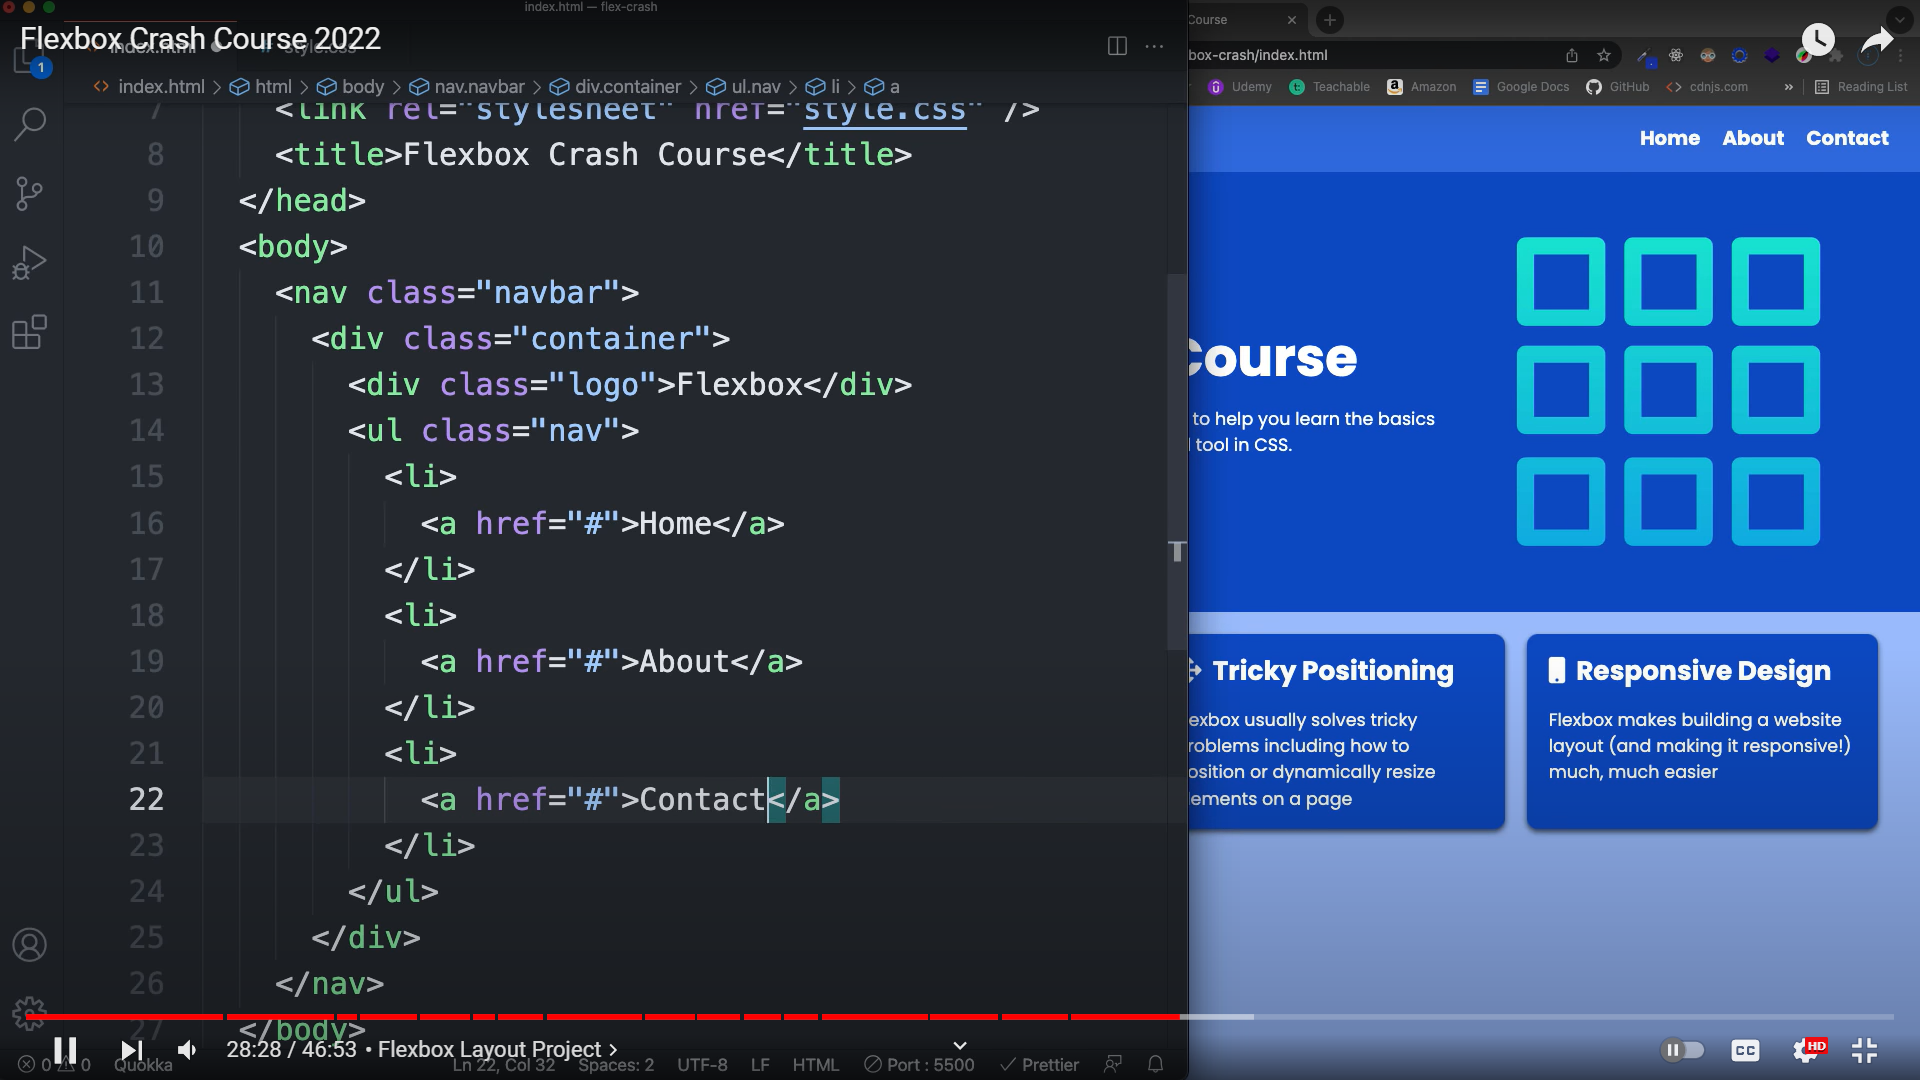 index.html — flex-crash
Flexbox Crash Course 2022
index.html
style.css
1
index.html > html > body > nav.navbar > div.container > ul.nav > li > a
7 <link rel="stylesheet" href="style.css" />
8 <title>Flexbox Crash Course</title>
9 </head>
10 <body>
11 <nav class="navbar">
12 <div class="container">
13 <div class="logo">Flexbox</div>
14 <ul class="nav">
15 <li>
16 <a href="#">Home</a>
17 </li>
18 <li>
19 <a href="#">About</a>
20 </li>
21 <li>
22 <a href="#">Contact</a>
23 </li>
24 </ul>
25 </div>
26 </nav>
27 </body>
28:28 / 46:53 • Flexbox Layout Project >
0 0 Quokka Ln 22, Col 32 Spaces: 2 UTF-8 LF HTML Port : 5500 Prettier
CC HD
Course
box-crash/index.html
Udemy Teachable Amazon Google Docs GitHub cdnjs.com » Reading List
Home About Contact
Course
to help you learn the basics
tool in CSS.
Tricky Positioning
exbox usually solves tricky
roblems including how to
osition or dynamically resize
lements on a page
Responsive Design
Flexbox makes building a website
layout (and making it responsive!)
much, much easier